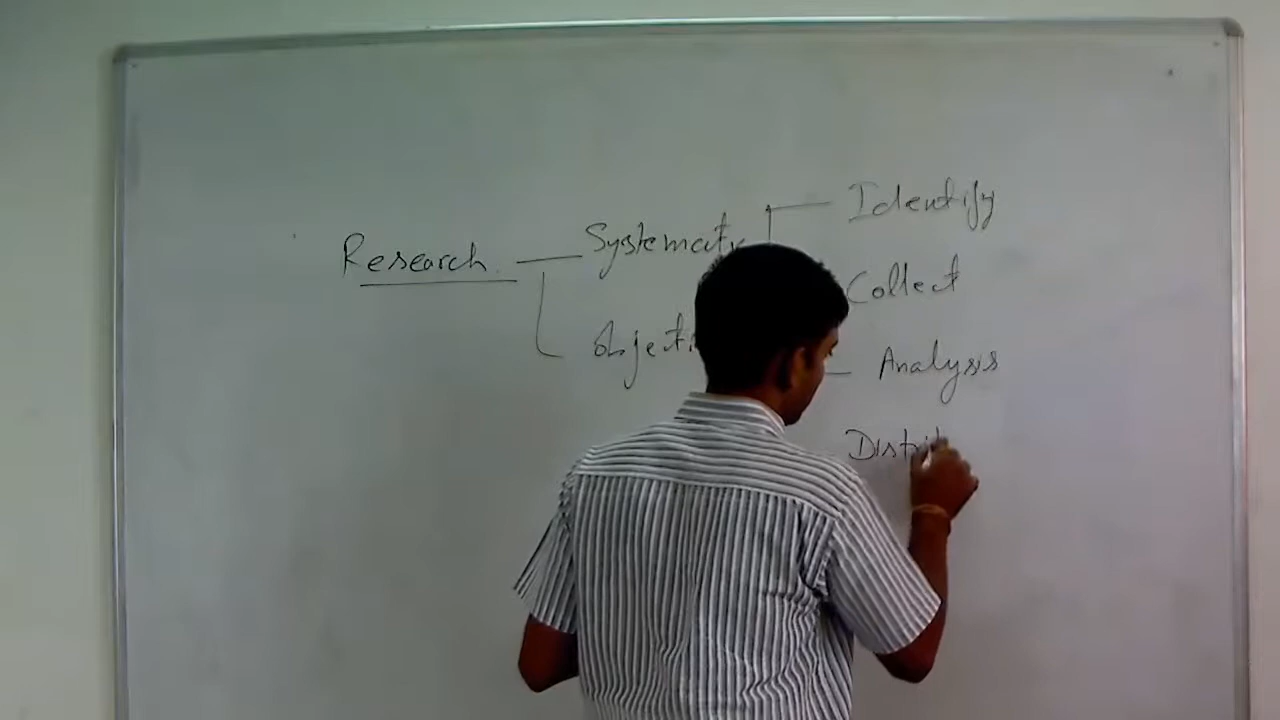 Research
Systematic
Identify
Collect
Analysis